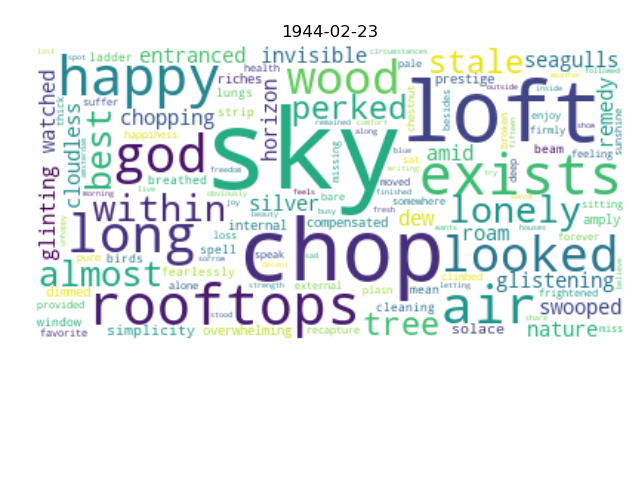 1944-02-23
lost
spot
ladder
entranced
invisible
circumstances
pale
stale
seagulls
weather
followed
happy
health
riches
wood
prestige
outside
inside
watched
thick
suffer
lungs
horizon
perked
chestnut
besides
loft
remedy
sunshine
cloudless
best
chopping
strip
happiness
remained
along
broken
fifteen
enjoy
firmly
show
god
sky
missing
blue
amid
sat
deep
beam
feeling
breathed
freedom
moved
finished
writing
exists
try
glinting
morning
live
obviously
feels
bare
somewhere
within
joy
silver
busy
compensated
fresh
dew
lonely
sitting
amply
long
beauty
internal
wants
houses
roam
forever
unhappy
loss
spell
sorrow
speak
sad
chop
looked
believe
pure
birds
almost
fearlessly
descend
climbed
glistening
dimmed
alone
strength
external
plain
mean
letting
frightened
provided
rooftops
stood
cleaning
air
swooped
share
window
favorite
simplicity
overwhelming
recapture
tree
solace
nature
miss